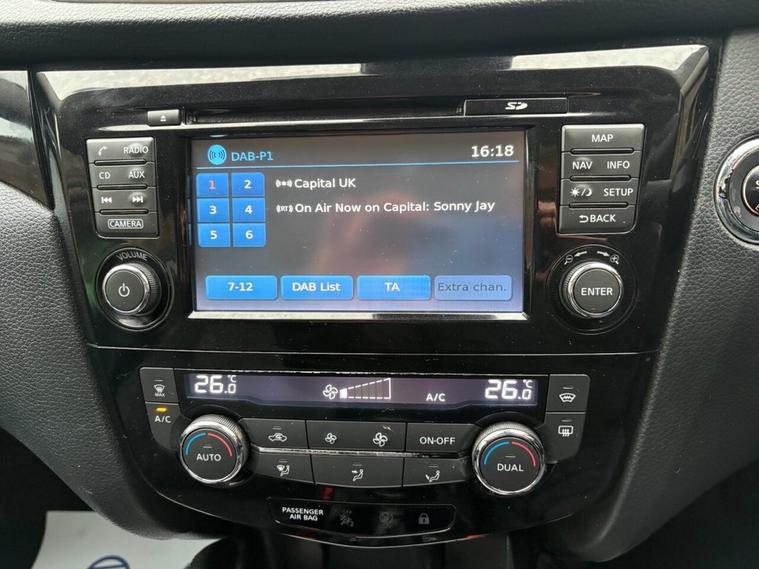 SD
RADIO
CD AUX
CAMERA
VOLUME
DAB-P1 16:18
1 2 Capital UK
3 4 (RT) On Air Now on Capital: Sonny Jay
5 6
7-12 DAB List TA Extra chan.
MAP
NAV INFO
SETUP
BACK
ENTER
MAX
26.0°C A/C 26.0°C
A/C
AUTO
ON-OFF
DUAL
PASSENGER
AIR BAG